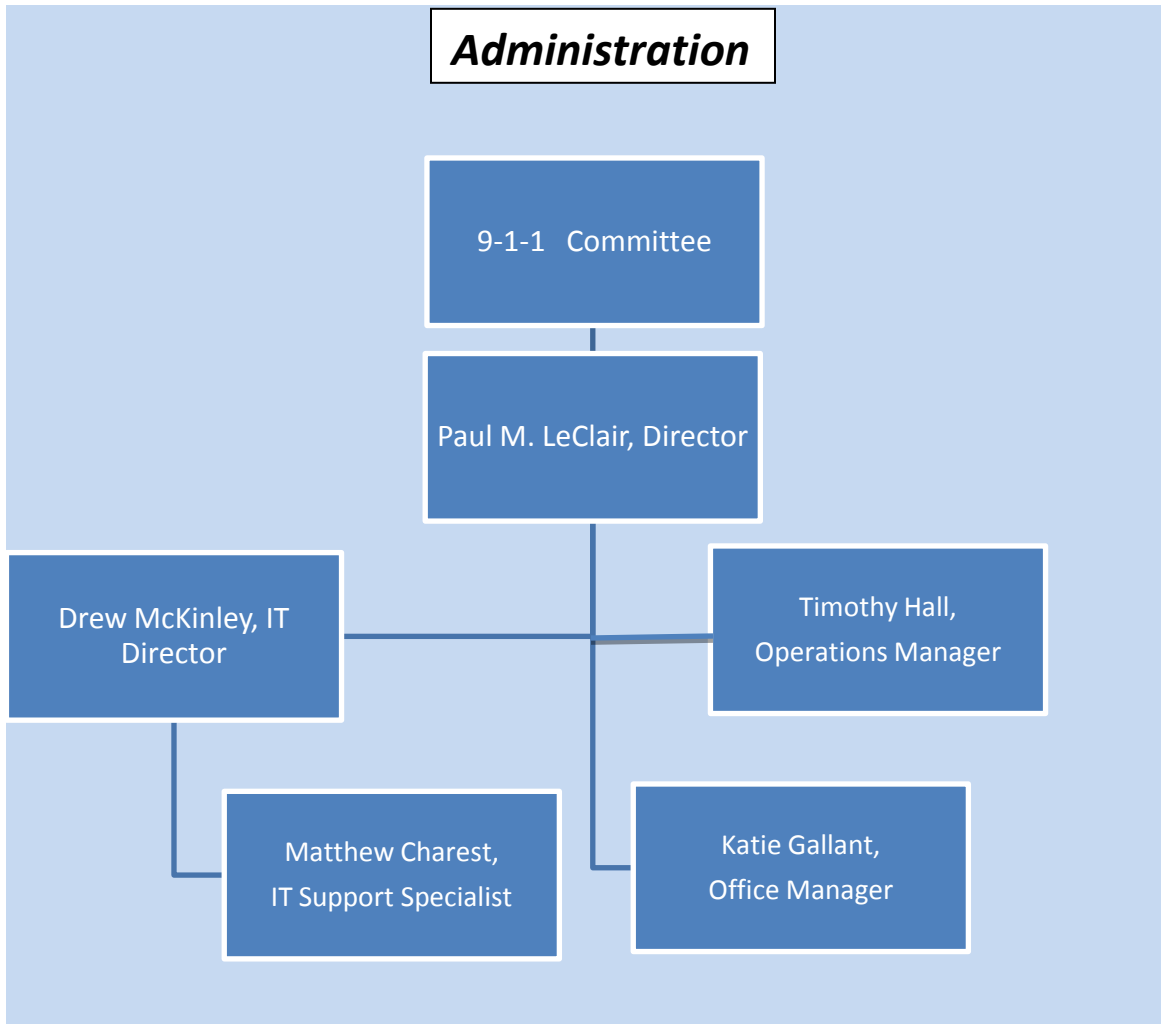 Administration
9-1-1 Committee
Paul M. LeClair, Director
Drew McKinley, IT
Director
Timothy Hall,
Operations Manager
Matthew Charest,
IT Support Specialist
Katie Gallant,
Office Manager